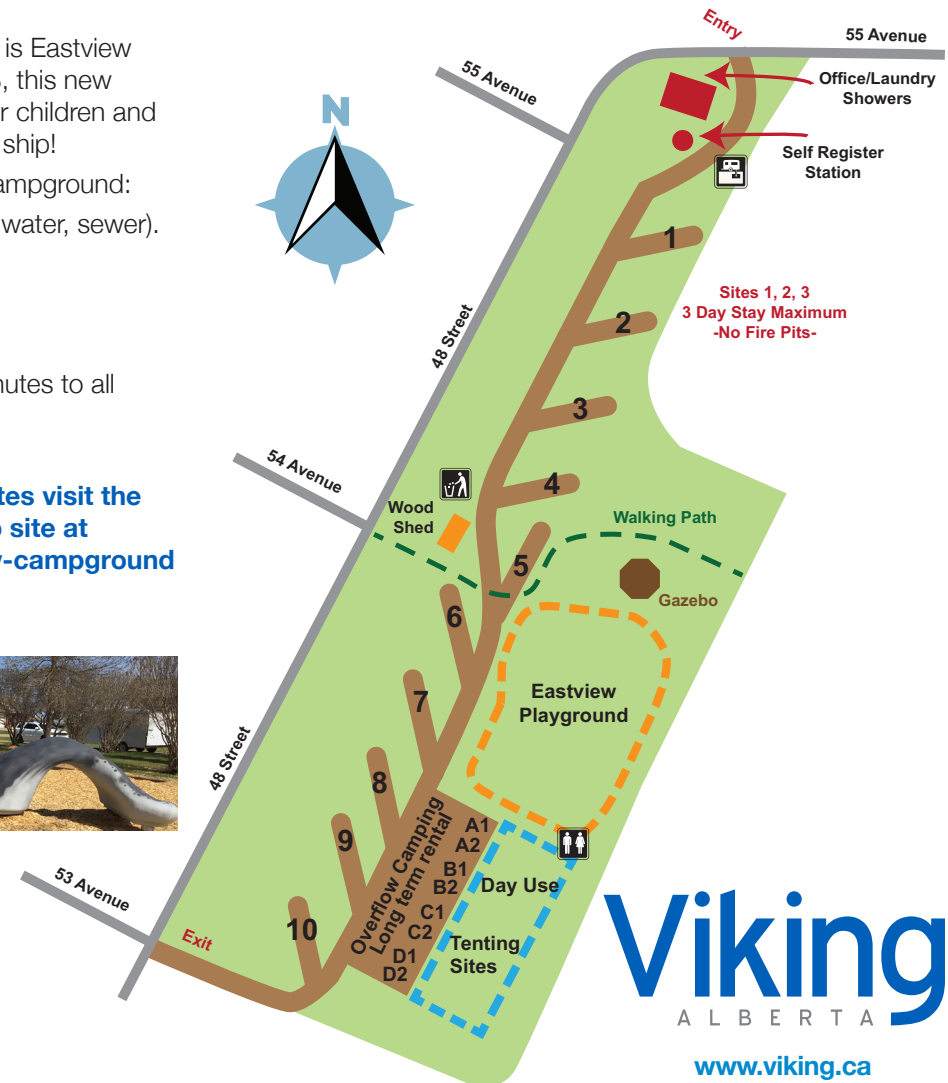 is Eastview
, this new
r children and
ship!
ampground:
water, sewer).
nutes to all
tes visit the
site at
y-campground
N
Entry
55 Avenue
55 Avenue
Office/Laundry
Showers
Self Register
Station
1
2
Sites 1, 2, 3
3 Day Stay Maximum
-No Fire Pits-
48 Street
3
54 Avenue
4
Wood
Shed
Walking Path
5
Gazebo
6
7
Eastview
Playground
48 Street
8
9
10
Overflow Camping
Long term rental
A1
A2
B1
B2
C1
C2
D1
D2
Day Use
Tenting
Sites
53 Avenue
Exit
Viking
ALBERTA
www.viking.ca